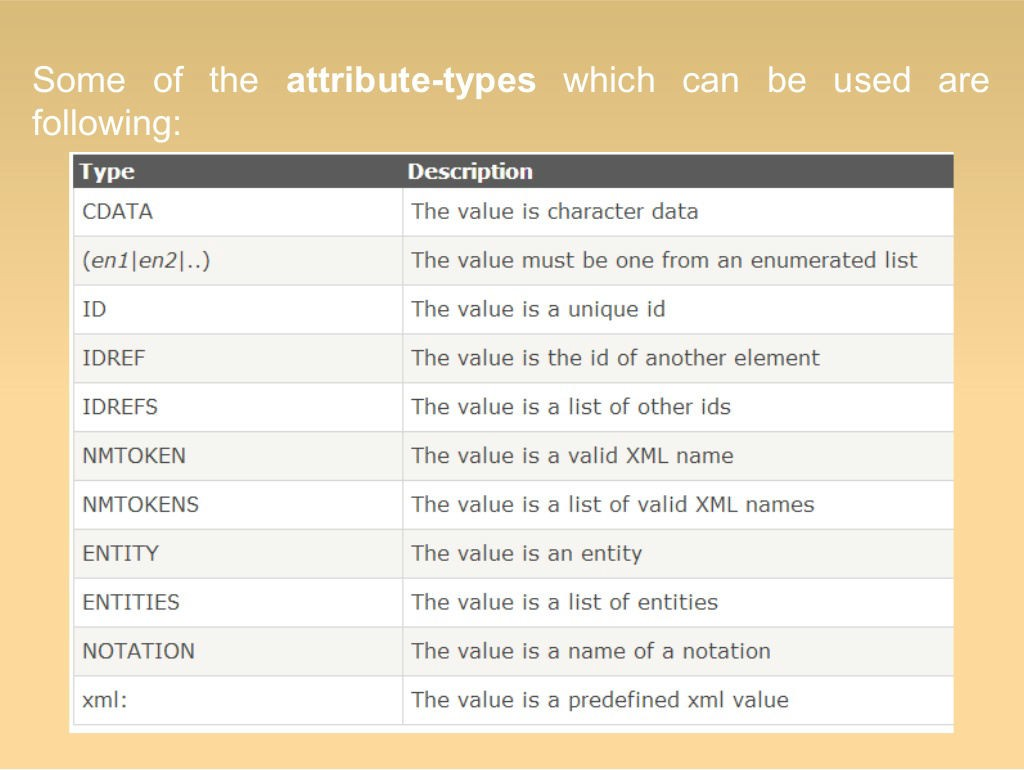 Some of the attribute-types which can be used are
following:
Type Description
CDATA The value is character data
(en1|en2|..) The value must be one from an enumerated list
ID The value is a unique id
IDREF The value is the id of another element
IDREFS The value is a list of other ids
NMTOKEN The value is a valid XML name
NMTOKENS The value is a list of valid XML names
ENTITY The value is an entity
ENTITIES The value is a list of entities
NOTATION The value is a name of a notation
xml: The value is a predefined xml value